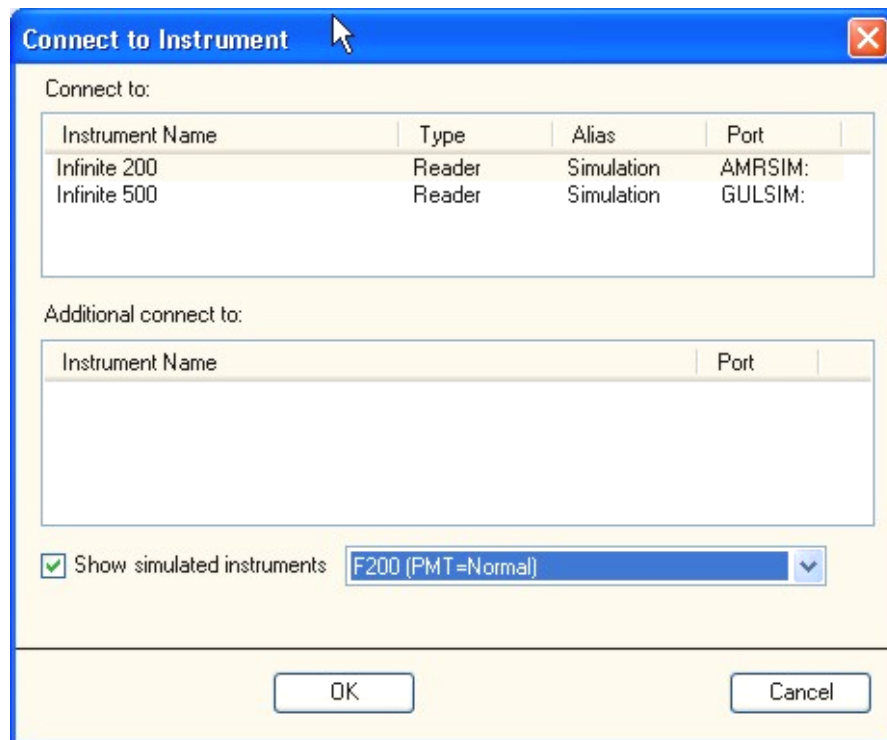 Connect to Instrument
Connect to:
Instrument Name Type Alias Port
Infinite 200 Reader Simulation AMRSIM:
Infinite 500 Reader Simulation GULSIM:
Additional connect to:
Instrument Name Port
Show simulated instruments F200 (PMT=Normal)
OK Cancel